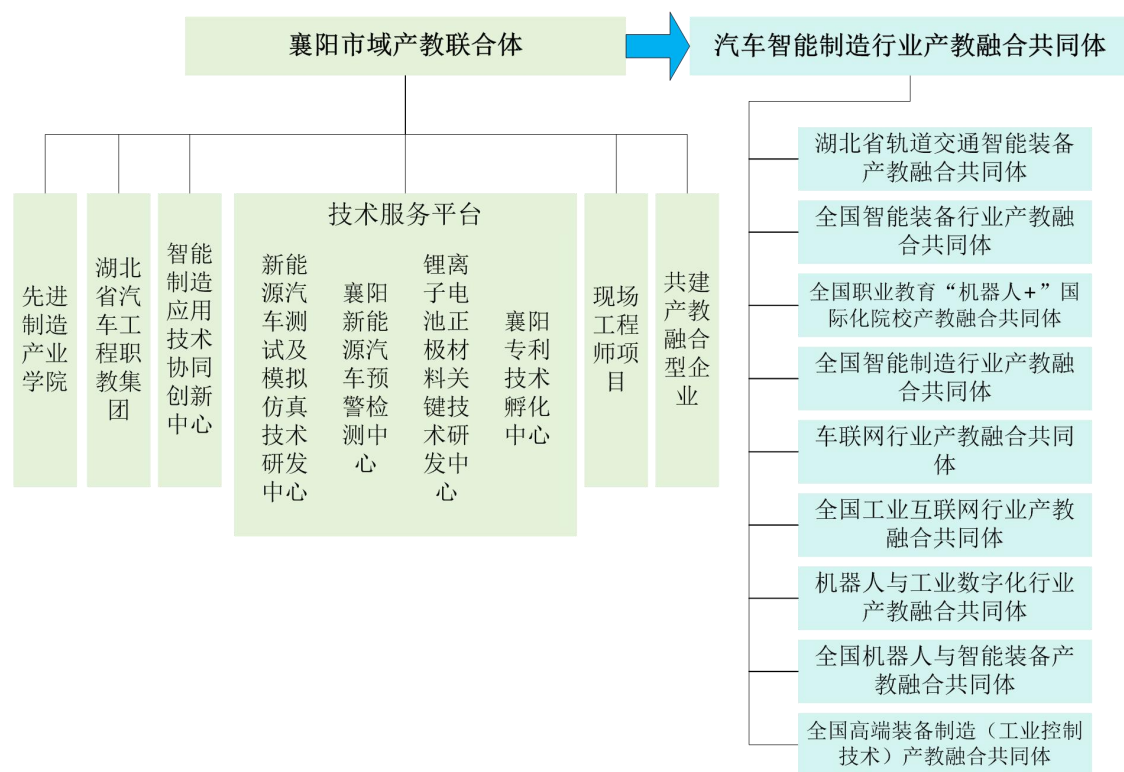 襄阳市域产教联合体
汽车智能制造行业产教融合共同体
先进
制造
产业
学院
湖北
省汽
车工
程职
教集
团
智能
制造
应用
技术
协同
创新
中心
技术服务平台
新能
源汽
车测
试及
模拟
仿真
技术
研发
中心
襄阳
新能
源汽
车预
警检
测中
心
锂离
子电
池正
极材
料关
键技
术研
发中
心
襄阳
专利
技术
孵化
中心
现场
工程
师项
目
共建
产教
融合
型企
业
湖北省轨道交通智能装备
产教融合共同体
全国智能装备行业产教融
合共同体
全国职业教育“机器人+”国
际化院校产教融合共同体
全国智能制造行业产教融
合共同体
车联网行业产教融合共同
体
全国工业互联网行业产教
融合共同体
机器人与工业数字化行业
产教融合共同体
全国机器人与智能装备产
教融合共同体
全国高端装备制造（工业控制
技术）产教融合共同体